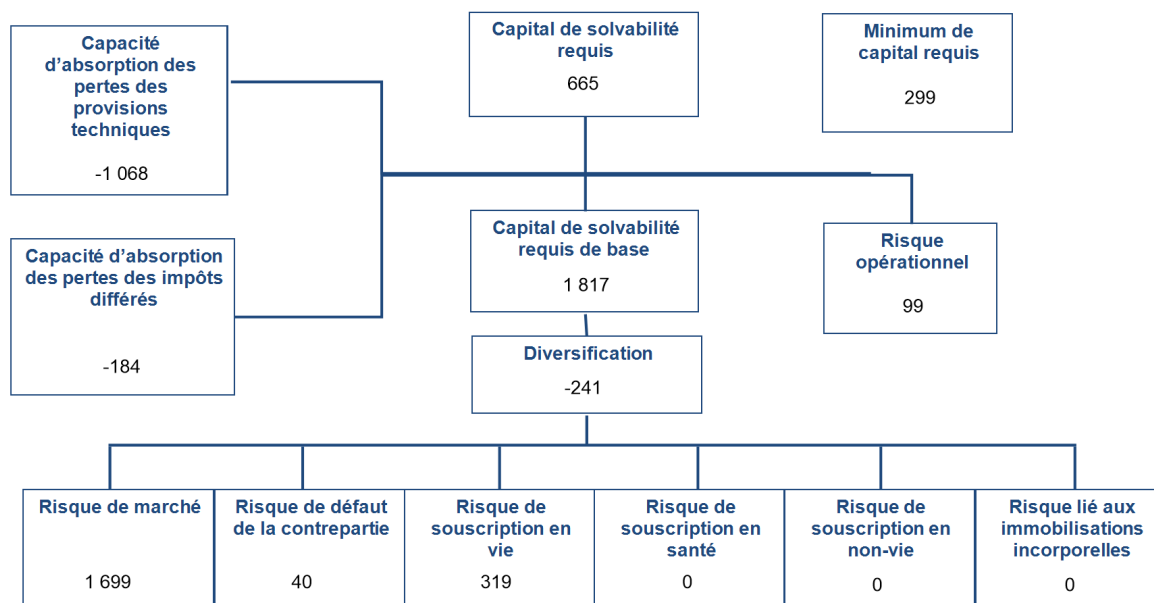 Capacité
d'absorption des
pertes des
provisions
techniques
-1 068
Capital de solvabilité
requis
665
Minimum de
capital requis
299
Capacité d'absorption
des pertes des impôts
différés
-184
Capital de solvabilité
requis de base
1 817
Risque
opérationnel
99
Diversification
-241
Risque de marché
1 699
Risque de défaut
de la contrepartie
40
Risque de
souscription en
vie
319
Risque de
souscription en
santé
0
Risque de
souscription en
non-vie
0
Risque lié aux
immobilisations
incorporelles
0